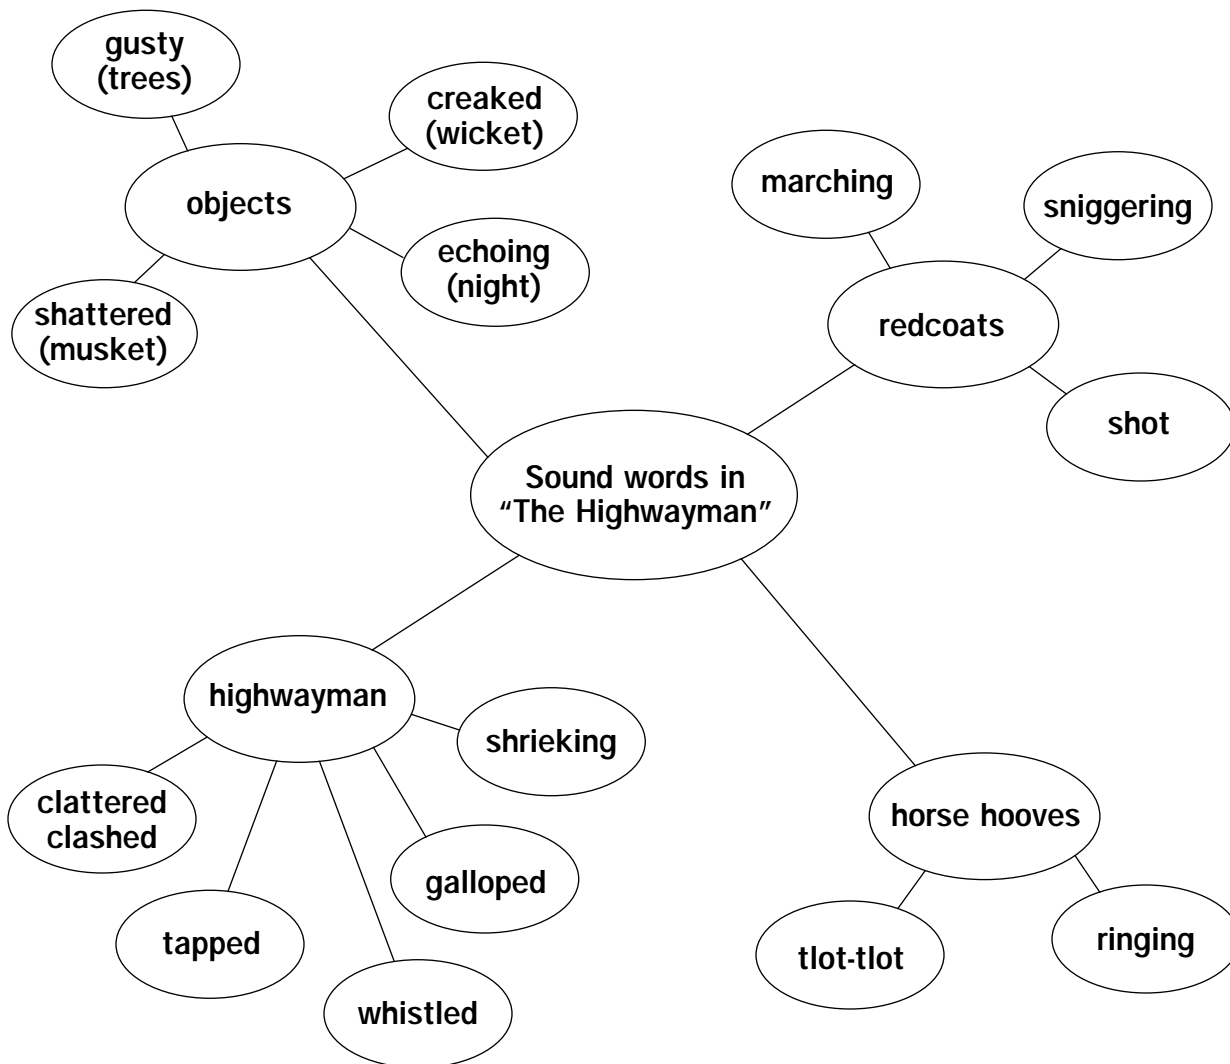 gusty
(trees)
creaked
(wicket)
objects
echoing
(night)
shattered
(musket)
marching
sniggering
redcoats
shot
Sound words in
“The Highwayman”
highwayman
shrieking
clattered
clashed
galloped
tapped
whistled
horse hooves
tlot-tlot
ringing